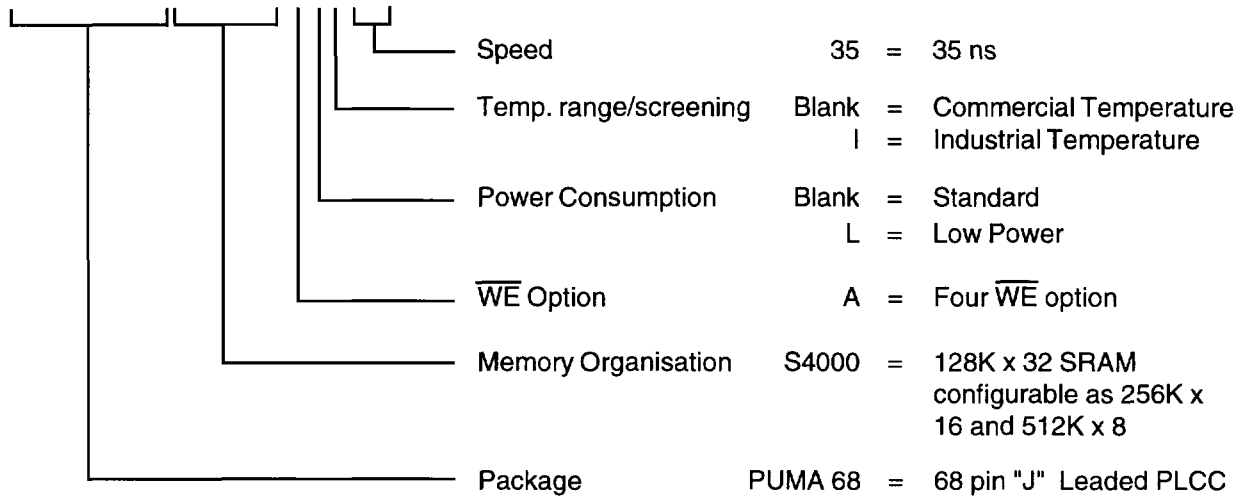 Speed 35 = 35 ns
Temp. range/screening Blank = Commercial Temperature
I = Industrial Temperature
Power Consumption Blank = Standard
L = Low Power
W̅E̅ Option A = Four W̅E̅ option
Memory Organisation S4000 = 128K x 32 SRAM
configurable as 256K x
16 and 512K x 8
Package PUMA 68 = 68 pin "J" Leaded PLCC